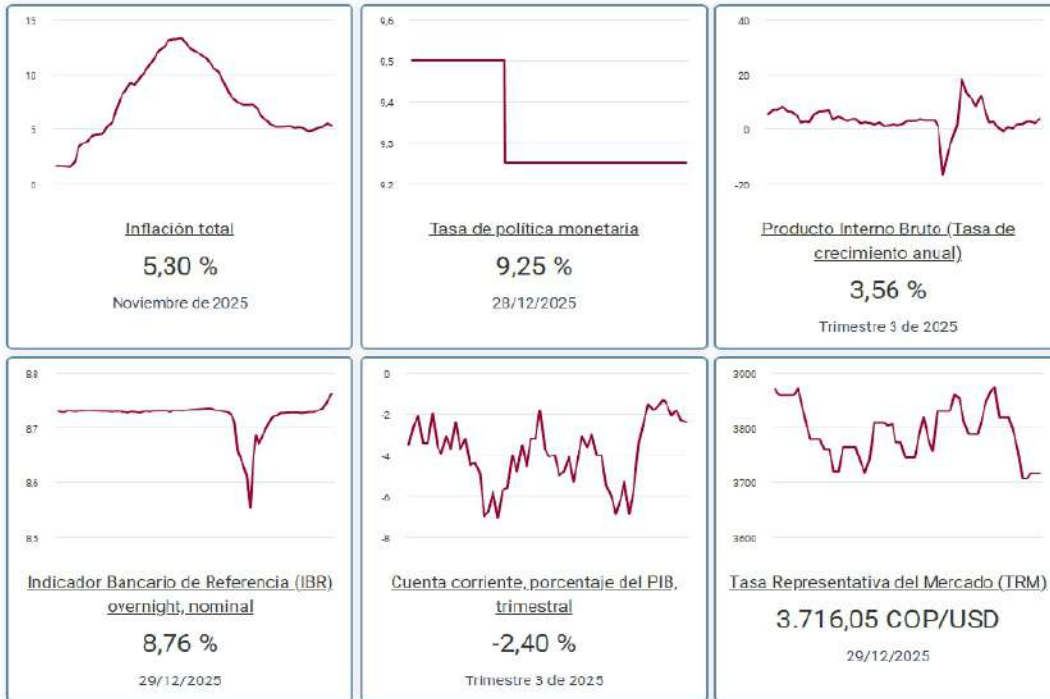 15
10
5
0
Inflación total
5,30 %
Noviembre de 2025
9,6
9,5
9,4
9,3
9,2
Tasa de política monetaria
9,25 %
28/12/2025
40
20
0
-20
Producto Interno Bruto (Tasa de
crecimiento anual)
3,56 %
Trimestre 3 de 2025
8.8
8.7
8.6
8.5
Indicador Bancario de Referencia (IBR)
overnight, nominal
8,76 %
29/12/2025
0
-2
-4
-6
-8
Cuenta corriente, porcentaje del PIB,
trimestral
-2,40 %
Trimestre 3 de 2025
3900
3800
3700
3600
Tasa Representativa del Mercado (TRM)
3.716,05 COP/USD
29/12/2025